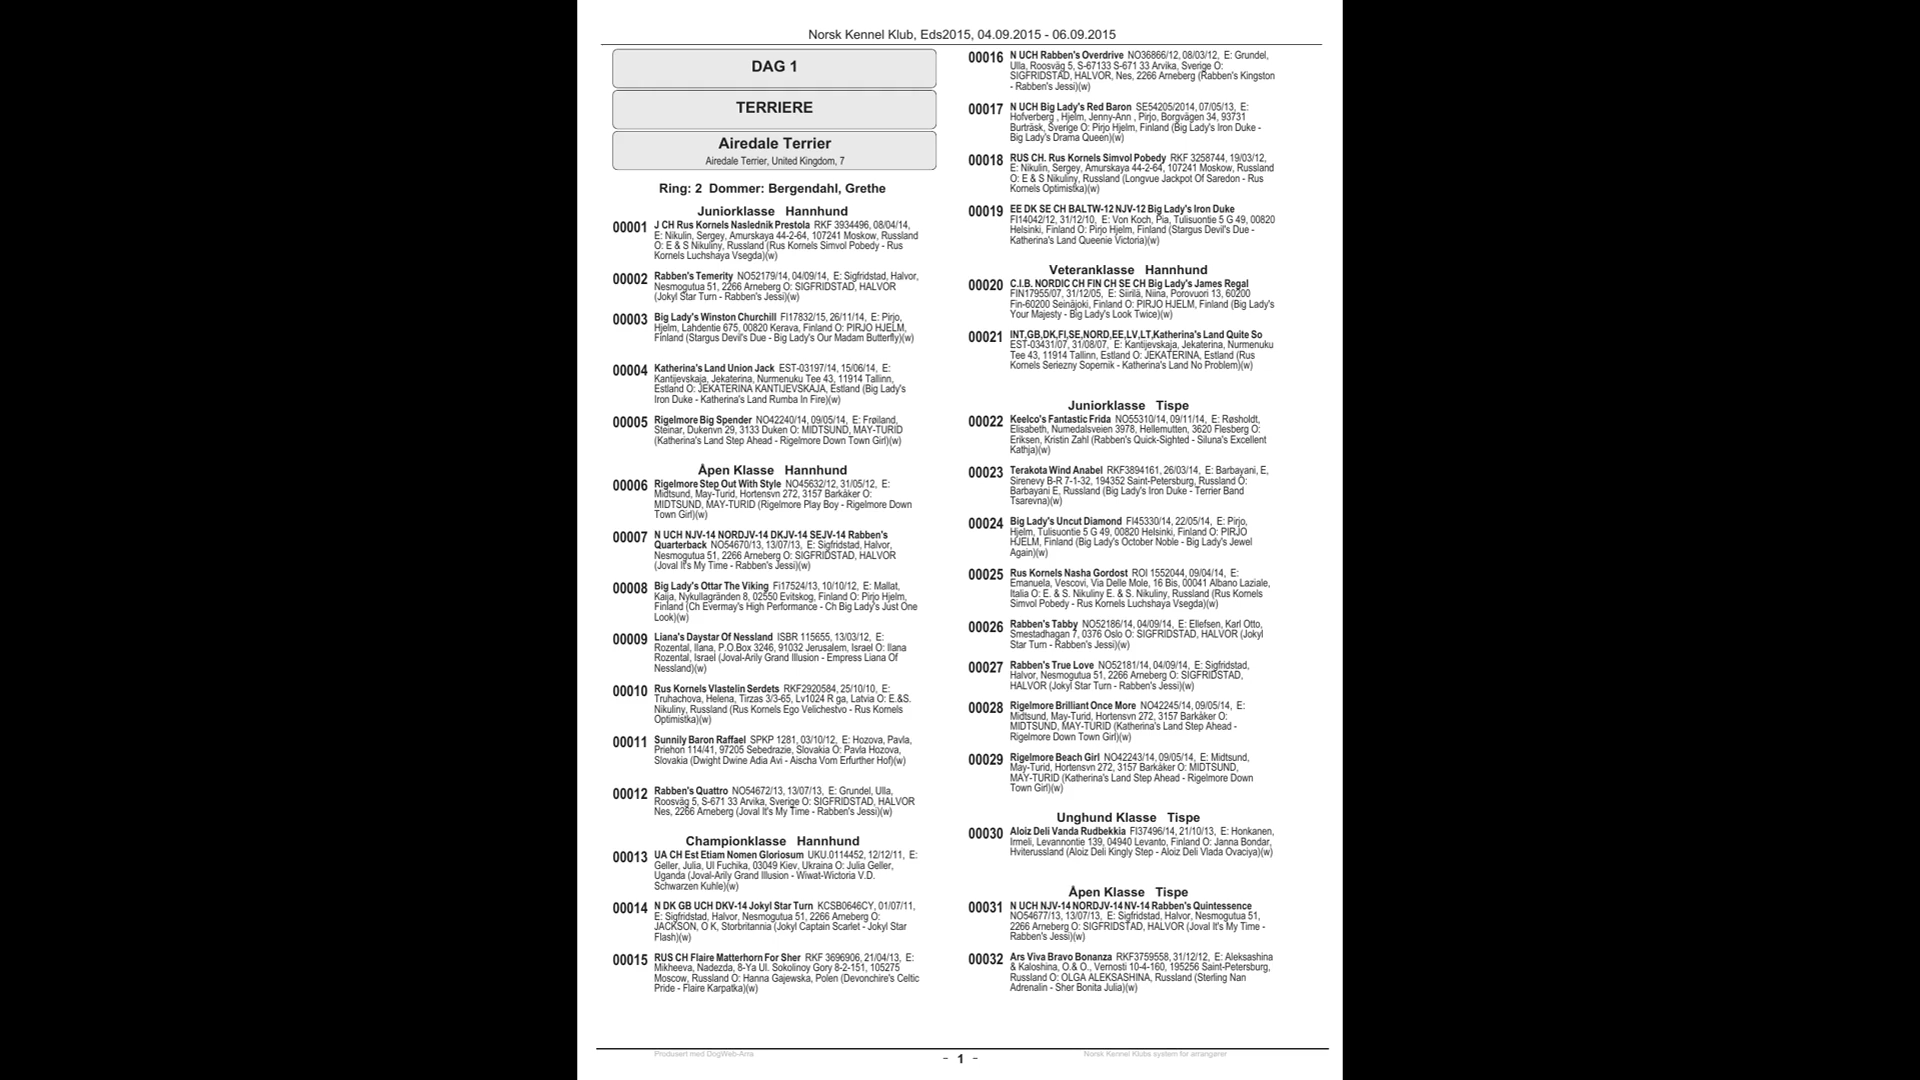 Norsk Kennel Klub, Eds2015, 04.09.2015 - 06.09.2015
DAG 1
TERRIERE
Airedale Terrier
Airedale Terrier, United Kingdom, 7
Ring: 2 Dommer: Bergendahl, Grethe
Juniorklasse Hannhund
00001 J CH Rus Kornels Naslednik Prestola RKF 3934496, 08/04/14,
E: Nikulin, Sergey, Amurskaya 44-2-64, 107241 Moskow, Russland
O: E & S Nikuliny, Russland (Rus Kornels Simvol Pobedy - Rus
Kornels Luchshaya Vsegda)(w)
00002 Rabben's Temerity NO52179/14, 04/09/14, E: Sigfridstad, Halvor,
Nesmogutua 51, 2266 Arneberg O: SIGFRIDSTAD, HALVOR
(Jokyl Star Turn - Rabben's Jessi)(w)
00003 Big Lady's Winston Churchill FI17832/15, 26/11/14, E: Pirjo,
Hjelm, Lahdentie 675, 00820 Kerava, Finland O: PIRJO HJELM,
Finland (Stargus Devil's Due - Big Lady's Our Madam Butterfly)(w)
00004 Katherina's Land Union Jack EST-03197/14, 15/06/14, E:
Kantijevskaja, Jekaterina, Nurmenuku Tee 43, 11914 Tallinn,
Estland O: JEKATERINA KANTIJEVSKAJA, Estland (Big Lady's
Iron Duke - Katherina's Land Rumba In Fire)(w)
00005 Rigelmore Big Spender NO42240/14, 09/05/14, E: Frøiland,
Steinar, Dukenvn 29, 3133 Duken O: MIDTSUND, MAY-TURID
(Katherina's Land Step Ahead - Rigelmore Down Town Girl)(w)
Åpen Klasse Hannhund
00006 Rigelmore Step Out With Style NO45632/12, 31/05/12, E:
Midtsund, May-Turid, Hortensvn 272, 3157 Barkåker O:
MIDTSUND, MAY-TURID (Rigelmore Play Boy - Rigelmore Down
Town Girl)(w)
00007 N UCH NJV-14 NORDJV-14 DKJV-14 SEJV-14 Rabben's
Quarterback NO54670/13, 13/07/13, E: Sigfridstad, Halvor,
Nesmogutua 51, 2266 Arneberg O: SIGFRIDSTAD, HALVOR
(Joval It's My Time - Rabben's Jessi)(w)
00008 Big Lady's Ottar The Viking Fi17524/13, 10/10/12, E: Mallat,
Kaija, Nykullagränden 8, 02550 Evitskog, Finland O: Pirjo Hjelm,
Finland (Ch Evermay's High Performance - Ch Big Lady's Just One
Look)(w)
00009 Liana's Daystar Of Nessland ISBR 115655, 13/03/12, E:
Rozental, Ilana, P.O.Box 3246, 91032 Jerusalem, Israel O: Ilana
Rozental, Israel (Joval-Arily Grand Illusion - Empress Liana Of
Nessland)(w)
00010 Rus Kornels Vlastelin Serdets RKF2920584, 25/10/10, E:
Truhachova, Helena, Tirzas 3/3-65, Lv1024 R ga, Latvia O: E.&S.
Nikuliny, Russland (Rus Kornels Ego Velichestvo - Rus Kornels
Optimistka)(w)
00011 Sunnily Baron Raffael SPKP 1281, 03/10/12, E: Hozova, Pavla,
Priehon 114/41, 97205 Sebedrazie, Slovakia O: Pavla Hozova,
Slovakia (Dwight Dwine Adia Avi - Aischa Vom Erfurther Hof)(w)
00012 Rabben's Quattro NO54672/13, 13/07/13, E: Grundel, Ulla,
Roosväg 5, S-671 33 Arvika, Sverige O: SIGFRIDSTAD, HALVOR
Nes, 2266 Arneberg (Joval It's My Time - Rabben's Jessi)(w)
Championklasse Hannhund
00013 UA CH Est Etiam Nomen Gloriosum UKU.0114452, 12/12/11, E:
Geller, Julia, Ul Fuchika, 03049 Kiev, Ukraina O: Julia Geller,
Uganda (Joval-Arily Grand Illusion - Wiwat-Wictoria V.D.
Schwarzen Kuhle)(w)
00014 N DK GB UCH DKV-14 Jokyl Star Turn KCSB0646CY, 01/07/11,
E: Sigfridstad, Halvor, Nesmogutua 51, 2266 Arneberg O:
JACKSON, O K, Storbritannia (Jokyl Captain Scarlet - Jokyl Star
Flash)(w)
00015 RUS CH Flaire Matterhorn For Sher RKF 3696906, 21/04/13, E:
Mikheeva, Nadezda, 8-Ya Ul. Sokolinoy Gory 8-2-151, 105275
Moscow, Russland O: Hanna Gajewska, Polen (Devonchire's Celtic
Pride - Flaire Karpatka)(w)
00016 N UCH Rabben's Overdrive NO36866/12, 08/03/12, E: Grundel,
Ulla, Roosväg 5, S-67133 S-671 33 Arvika, Sverige O:
SIGFRIDSTAD, HALVOR, Nes, 2266 Arneberg (Rabben's Kingston
- Rabben's Jessi)(w)
00017 N UCH Big Lady's Red Baron SE54205/2014, 07/05/13, E:
Hofverberg , Hjelm, Jenny-Ann , Pirjo, Borgvägen 34, 93731
Burträsk, Sverige O: Pirjo Hjelm, Finland (Big Lady's Iron Duke -
Big Lady's Drama Queen)(w)
00018 RUS CH. Rus Kornels Simvol Pobedy RKF 3258744, 19/03/12,
E: Nikulin, Sergey, Amurskaya 44-2-64, 107241 Moskow, Russland
O: E & S Nikuliny, Russland (Longvue Jackpot Of Saredon - Rus
Kornels Optimistka)(w)
00019 EE DK SE CH BALTW-12 NJV-12 Big Lady's Iron Duke
FI14042/12, 31/12/10, E: Von Koch, Pia, Tulisuontie 5 G 49, 00820
Helsinki, Finland O: Pirjo Hjelm, Finland (Stargus Devil's Due -
Katherina's Land Queenie Victoria)(w)
Veteranklasse Hannhund
00020 C.I.B. NORDIC CH FIN CH SE CH Big Lady's James Regal
FIN17955/07, 31/12/05, E: Siirilä, Niina, Porovuori 13, 60200
Fin-60200 Seinäjoki, Finland O: PIRJO HJELM, Finland (Big Lady's
Your Majesty - Big Lady's Look Twice)(w)
00021 INT,GB,DK,FI,SE,NORD,EE,LV,LT,Katherina's Land Quite So
EST-03431/07, 31/08/07, E: Kantijevskaja, Jekaterina, Nurmenuku
Tee 43, 11914 Tallinn, Estland O: JEKATERINA, Estland (Rus
Kornels Seriezny Sopernik - Katherina's Land No Problem)(w)
Juniorklasse Tispe
00022 Keelco's Fantastic Frida NO55310/14, 09/11/14, E: Røsholdt,
Elisabeth, Numedalsveien 3978, Hellemutten, 3620 Flesberg O:
Eriksen, Kristin Zahl (Rabben's Quick-Sighted - Siluna's Excellent
Kathja)(w)
00023 Terakota Wind Anabel RKF3894161, 26/03/14, E: Barbayani, E,
Sirenevy B-R 7-1-32, 194352 Saint-Petersburg, Russland O:
Barbayani E, Russland (Big Lady's Iron Duke - Terrier Band
Tsarevna)(w)
00024 Big Lady's Uncut Diamond FI45330/14, 22/05/14, E: Pirjo,
Hjelm, Tulisuontie 5 G 49, 00820 Helsinki, Finland O: PIRJO
HJELM, Finland (Big Lady's October Noble - Big Lady's Jewel
Again)(w)
00025 Rus Kornels Nasha Gordost ROI 1552044, 09/04/14, E:
Emanuela, Vescovi, Via Delle Mole, 16 Bis, 00041 Albano Laziale,
Italia O: E. & S. Nikuliny E. & S. Nikuliny, Russland (Rus Kornels
Simvol Pobedy - Rus Kornels Luchshaya Vsegda)(w)
00026 Rabben's Tabby NO52186/14, 04/09/14, E: Ellefsen, Karl Otto,
Smestadhagan 7, 0376 Oslo O: SIGFRIDSTAD, HALVOR (Jokyl
Star Turn - Rabben's Jessi)(w)
00027 Rabben's True Love NO52181/14, 04/09/14, E: Sigfridstad,
Halvor, Nesmogutua 51, 2266 Arneberg O: SIGFRIDSTAD,
HALVOR (Jokyl Star Turn - Rabben's Jessi)(w)
00028 Rigelmore Brilliant Once More NO42245/14, 09/05/14, E:
Midtsund, May-Turid, Hortensvn 272, 3157 Barkåker O:
MIDTSUND, MAY-TURID (Katherina's Land Step Ahead -
Rigelmore Down Town Girl)(w)
00029 Rigelmore Beach Girl NO42243/14, 09/05/14, E: Midtsund,
May-Turid, Hortensvn 272, 3157 Barkåker O: MIDTSUND,
MAY-TURID (Katherina's Land Step Ahead - Rigelmore Down
Town Girl)(w)
Unghund Klasse Tispe
00030 Aloiz Deli Vanda Rudbekkia FI37496/14, 21/10/13, E: Honkanen,
Irmeli, Levannontie 139, 04940 Levanto, Finland O: Janna Bondar,
Hviterussland (Aloiz Deli Kingly Step - Aloiz Deli Vlada Ovaciya)(w)
Åpen Klasse Tispe
00031 N UCH NJV-14 NORDJV-14 NV-14 Rabben's Quintessence
NO54677/13, 13/07/13, E: Sigfridstad, Halvor, Nesmogutua 51,
2266 Arneberg O: SIGFRIDSTAD, HALVOR (Joval It's My Time -
Rabben's Jessi)(w)
00032 Ars Viva Bravo Bonanza RKF3759558, 31/12/12, E: Aleksashina
& Kaloshina, O.& O., Vernosti 10-4-160, 195256 Saint-Petersburg,
Russland O: OLGA ALEKSASHINA, Russland (Sterling Nan
Adrenalin - Sher Bonita Julia)(w)
Produsert med DogWeb-Arra
- 1 -
Norsk Kennel Klubs system for arrangører